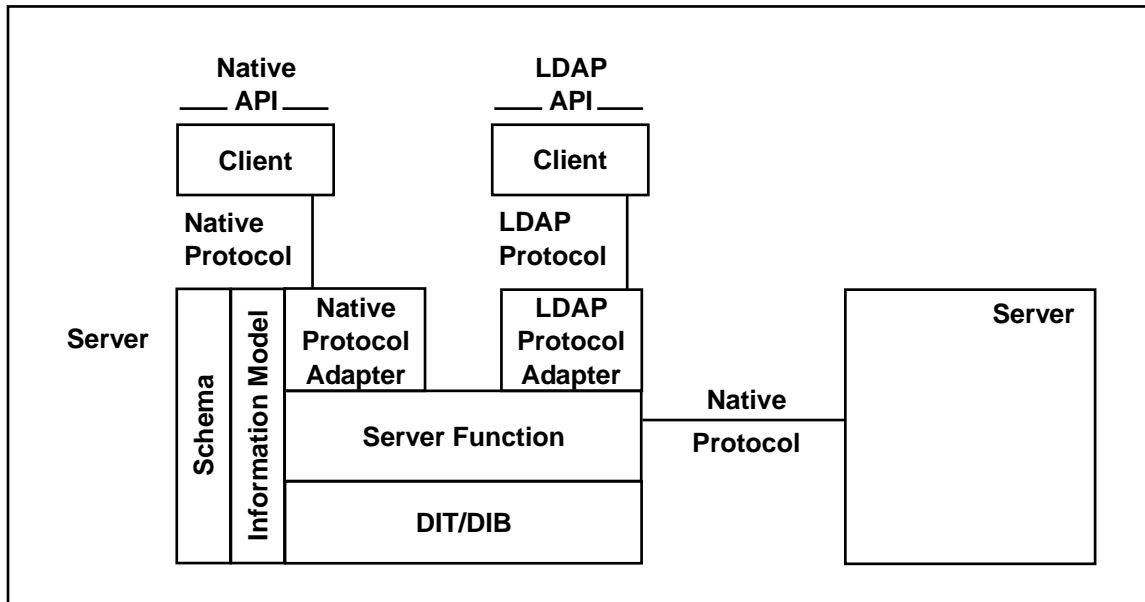 Native
API
LDAP
API
Client
Client
Native
Protocol
LDAP
Protocol
Server
Schema
Information Model
Native
Protocol
Adapter
LDAP
Protocol
Adapter
Server
Server Function
Native
Protocol
DIT/DIB